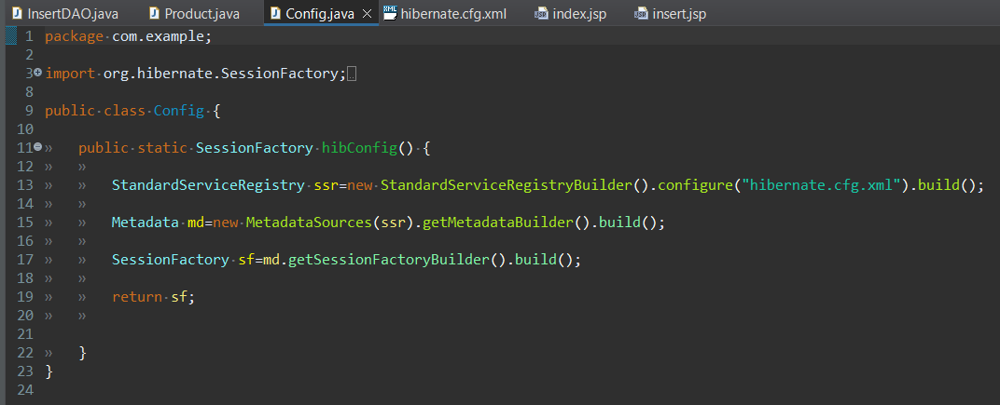 InsertDAO.java Product.java Config.java hibernate.cfg.xml index.jsp insert.jsp
1 package com.example;
2
3 import org.hibernate.SessionFactory;
8
9 public class Config {
10
11 public static SessionFactory hibConfig() {
12
13 StandardServiceRegistry ssr=new StandardServiceRegistryBuilder().configure("hibernate.cfg.xml").build();
14
15 Metadata md=new MetadataSources(ssr).getMetadataBuilder().build();
16
17 SessionFactory sf=md.getSessionFactoryBuilder().build();
18
19 return sf;
20
21
22 }
23 }
24